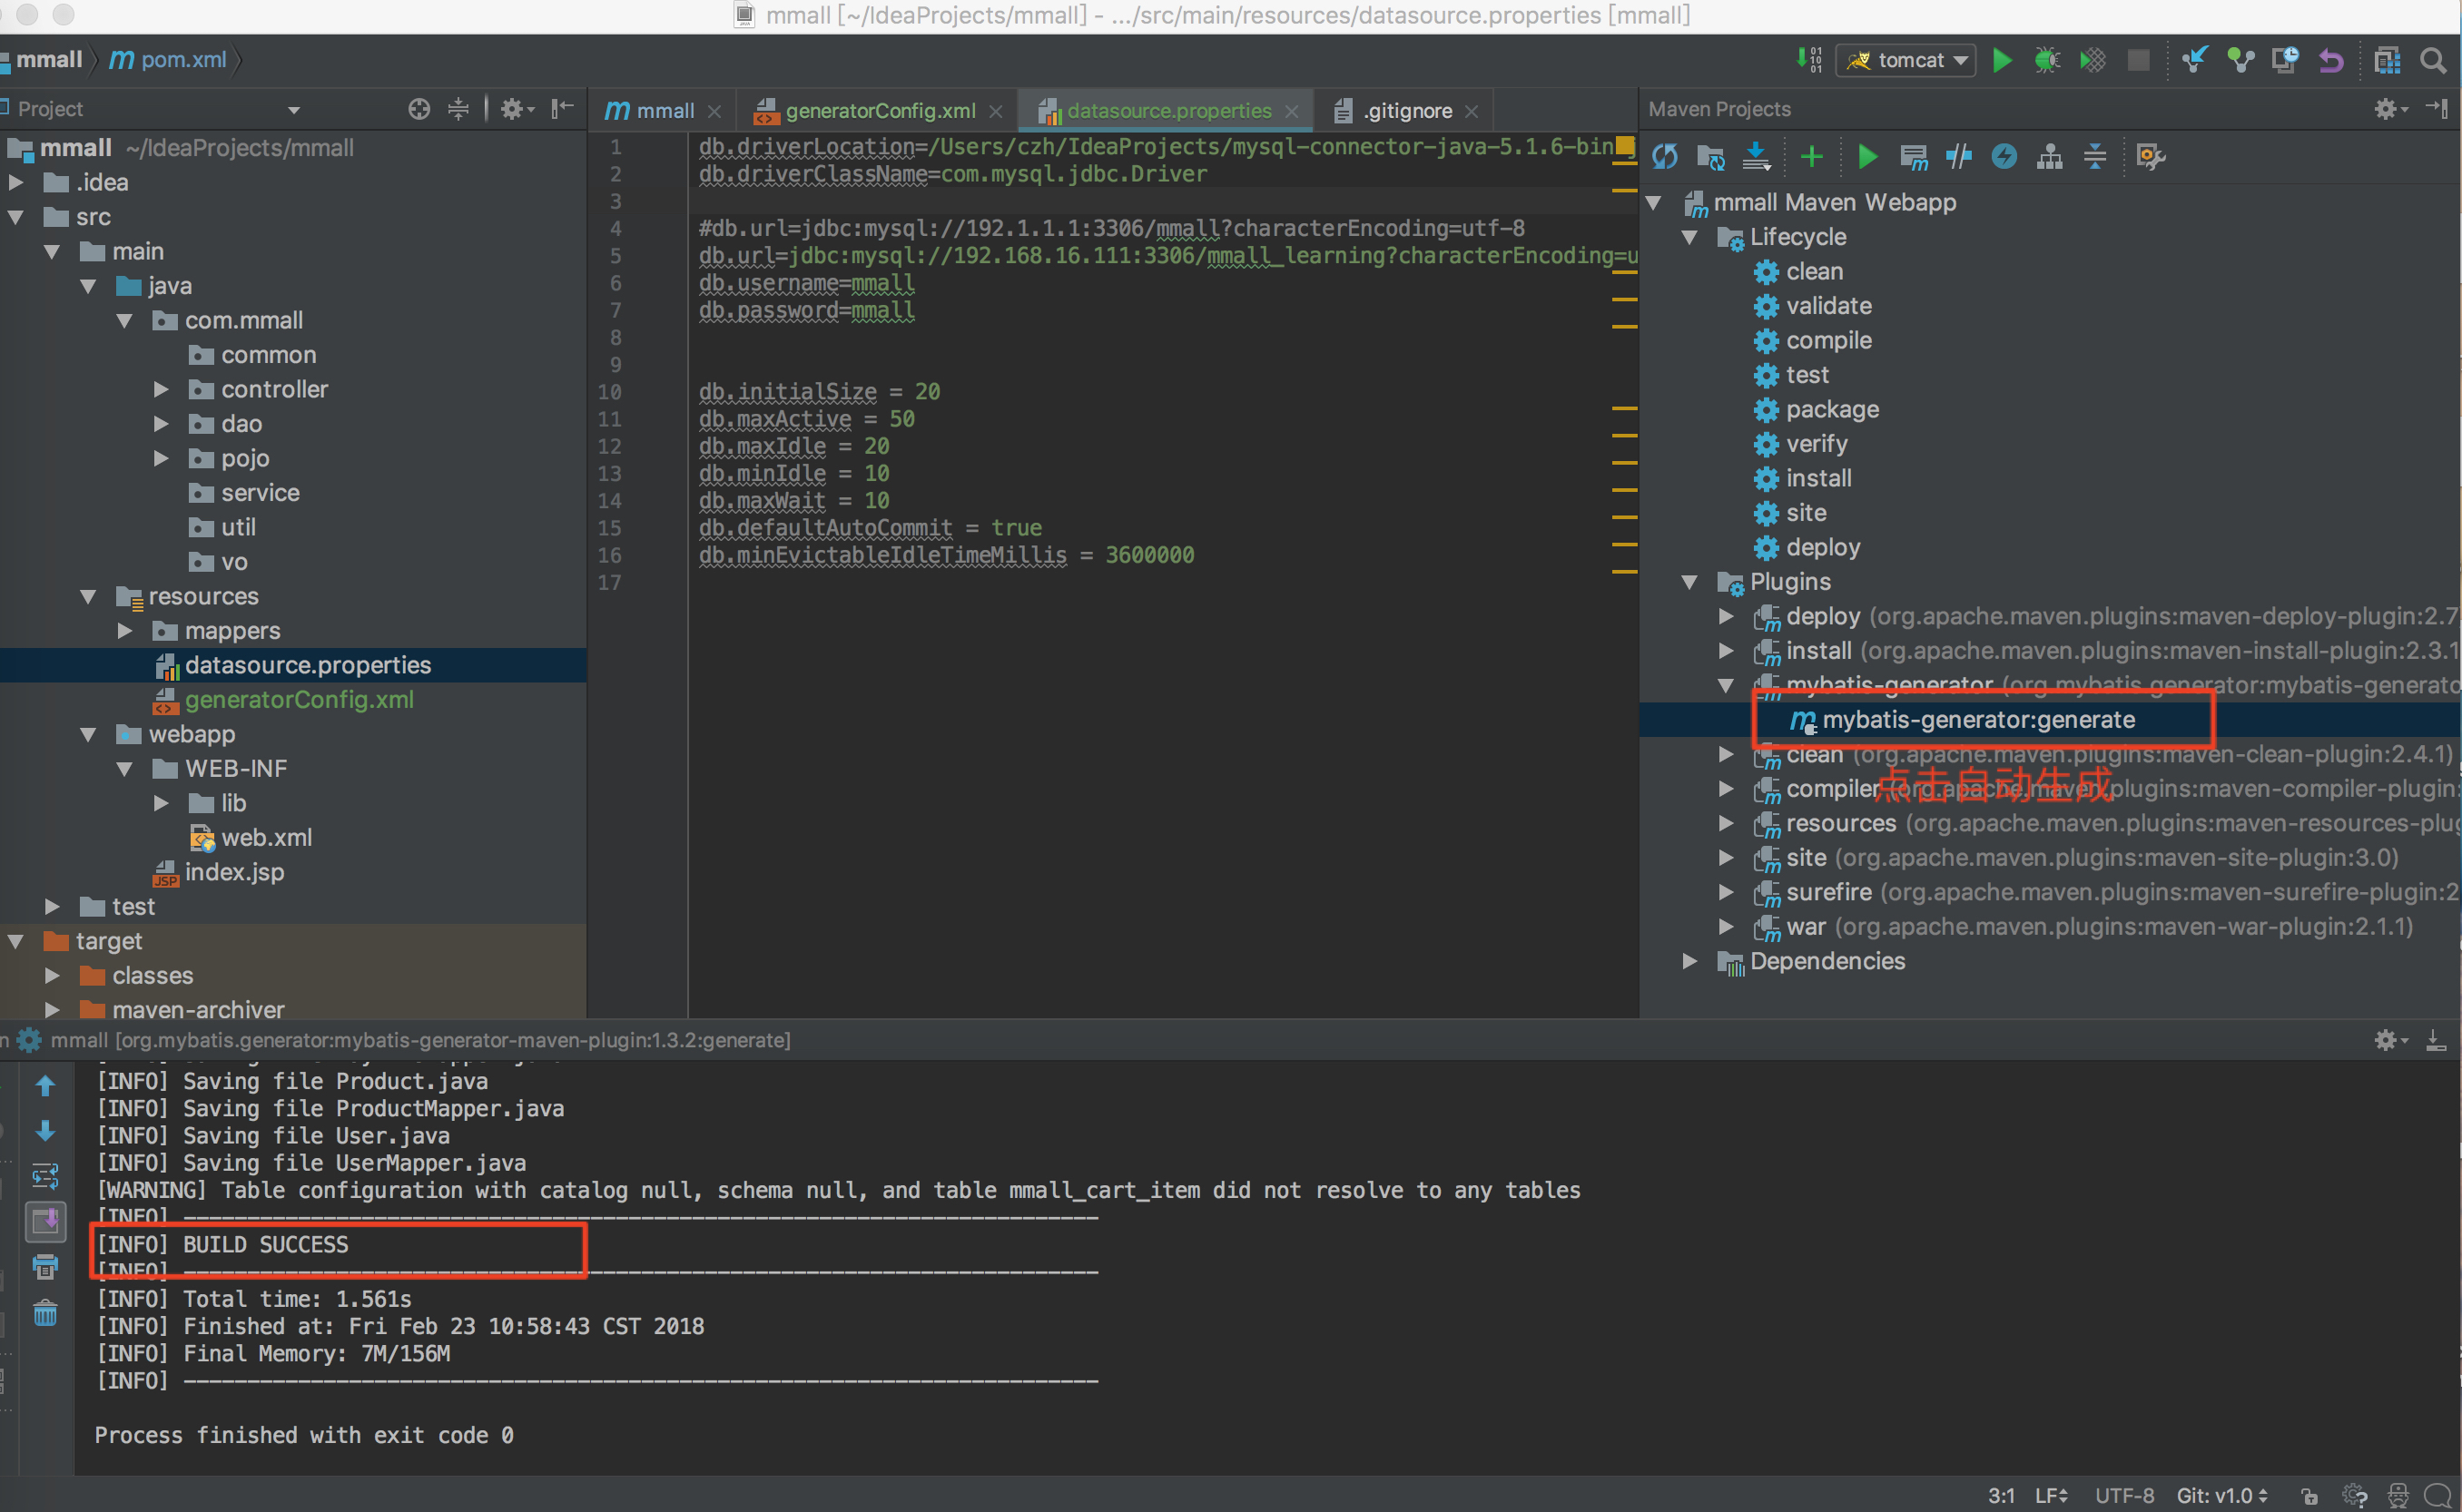 mmall [~/IdeaProjects/mmall] - .../src/main/resources/datasource.properties [mmall]
mmall
pom.xml
tomcat
Project
mmall ~/IdeaProjects/mmall
.idea
src
main
java
com.mmall
common
controller
dao
pojo
service
util
vo
resources
mappers
datasource.properties
generatorConfig.xml
webapp
WEB-INF
lib
web.xml
index.jsp
test
target
classes
maven-archiver
mmall
generatorConfig.xml
datasource.properties
.gitignore
1 db.driverLocation=/Users/czh/IdeaProjects/mysql-connector-java-5.1.6-bin
2 db.driverClassName=com.mysql.jdbc.Driver
3
4 #db.url=jdbc:mysql://192.1.1.1:3306/mmall?characterEncoding=utf-8
5 db.url=jdbc:mysql://192.168.16.111:3306/mmall_learning?characterEncoding=u
6 db.username=mmall
7 db.password=mmall
8
9
10 db.initialSize = 20
11 db.maxActive = 50
12 db.maxIdle = 20
13 db.minIdle = 10
14 db.maxWait = 10
15 db.defaultAutoCommit = true
16 db.minEvictableIdleTimeMillis = 3600000
17
Maven Projects
mmall Maven Webapp
Lifecycle
clean
validate
compile
test
package
verify
install
site
deploy
Plugins
deploy (org.apache.maven.plugins:maven-deploy-plugin:2.7
install (org.apache.maven.plugins:maven-install-plugin:2.3.1
mybatis-generator (org.mybatis.generator:mybatis-generato
mybatis-generator:generate
clean (org.apache.maven.plugins:maven-clean-plugin:2.4.1)
点击自动生成
compiler (org.apache.maven.plugins:maven-compiler-plugin:
resources (org.apache.maven.plugins:maven-resources-plug
site (org.apache.maven.plugins:maven-site-plugin:3.0)
surefire (org.apache.maven.plugins:maven-surefire-plugin:2
war (org.apache.maven.plugins:maven-war-plugin:2.1.1)
Dependencies
mmall [org.mybatis.generator:mybatis-generator-maven-plugin:1.3.2:generate]
[INFO] Saving file Product.java
[INFO] Saving file ProductMapper.java
[INFO] Saving file User.java
[INFO] Saving file UserMapper.java
[WARNING] Table configuration with catalog null, schema null, and table mmall_cart_item did not resolve to any tables
[INFO] ------------------------------------------------------------------------
[INFO] BUILD SUCCESS
[INFO] ------------------------------------------------------------------------
[INFO] Total time: 1.561s
[INFO] Finished at: Fri Feb 23 10:58:43 CST 2018
[INFO] Final Memory: 7M/156M
[INFO] ------------------------------------------------------------------------
Process finished with exit code 0
3:1 LF UTF-8 Git: v1.0